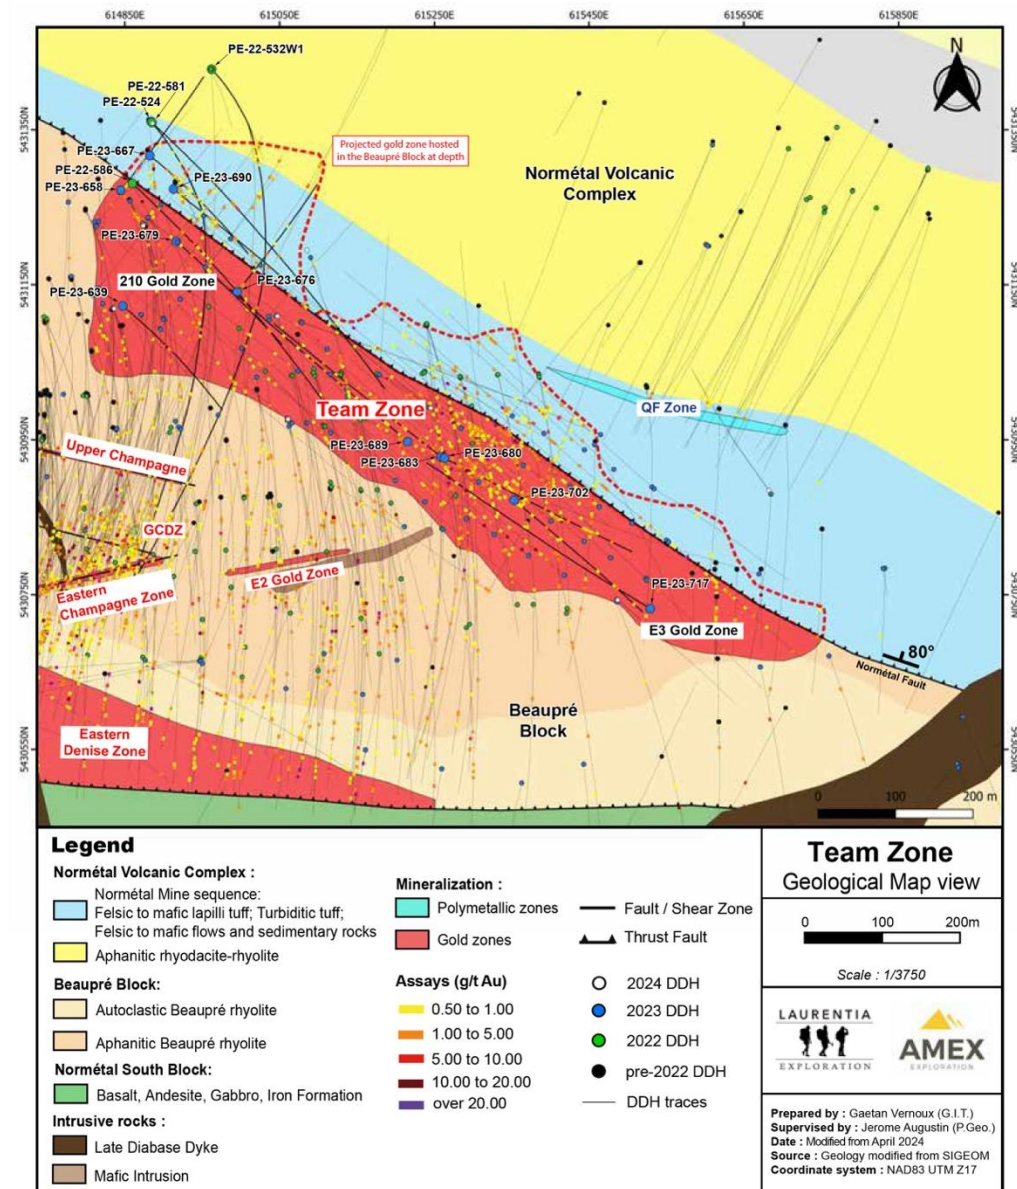 614850 615050 615250 615450 615650 615850
PE-22-532W1
N
PE-22-581
PE-22-524
5431350N
5431350N
Projected gold zone hosted
in the Beaupré Block at depth
PE-23-667
PE-22-586
PE-23-690
PE-23-658
Normétal Volcanic
Complex
PE-23-679
210 Gold Zone
PE-23-676
5431150N
5431150N
PE-23-639
Team Zone
QF Zone
5430950N
5430950N
Upper Champagne
PE-23-689
PE-23-680
PE-23-683
PE-23-702
GCDZ
E2 Gold Zone
Eastern
Champagne Zone
5430750N
5430750N
PE-23-717
E3 Gold Zone
80°
Normétal Fault
Beaupré
Block
Eastern
Denise Zone
5430550N
5430550N
0 100 200 m
Legend
Normétal Volcanic Complex :
Normétal Mine sequence:
Felsic to mafic lapilli tuff; Turbiditic tuff;
Felsic to mafic flows and sedimentary rocks
Aphanitic rhyodacite-rhyolite
Beaupré Block:
Autoclastic Beaupré rhyolite
Aphanitic Beaupré rhyolite
Normétal South Block:
Basalt, Andesite, Gabbro, Iron Formation
Intrusive rocks :
Late Diabase Dyke
Mafic Intrusion
Mineralization :
Polymetallic zones
Gold zones
Fault / Shear Zone
Thrust Fault
Assays (g/t Au)
0.50 to 1.00
1.00 to 5.00
5.00 to 10.00
10.00 to 20.00
over 20.00
2024 DDH
2023 DDH
2022 DDH
pre-2022 DDH
DDH traces
Team Zone
Geological Map view
0 100 200m
Scale : 1/3750
LAURENTIA
EXPLORATION
AMEX
EXPLORATION
Prepared by : Gaetan Vernoux (G.I.T.)
Supervised by : Jerome Augustin (P.Geo.)
Date : Modified from April 2024
Source : Geology modified from SIGEOM
Coordinate system : NAD83 UTM Z17